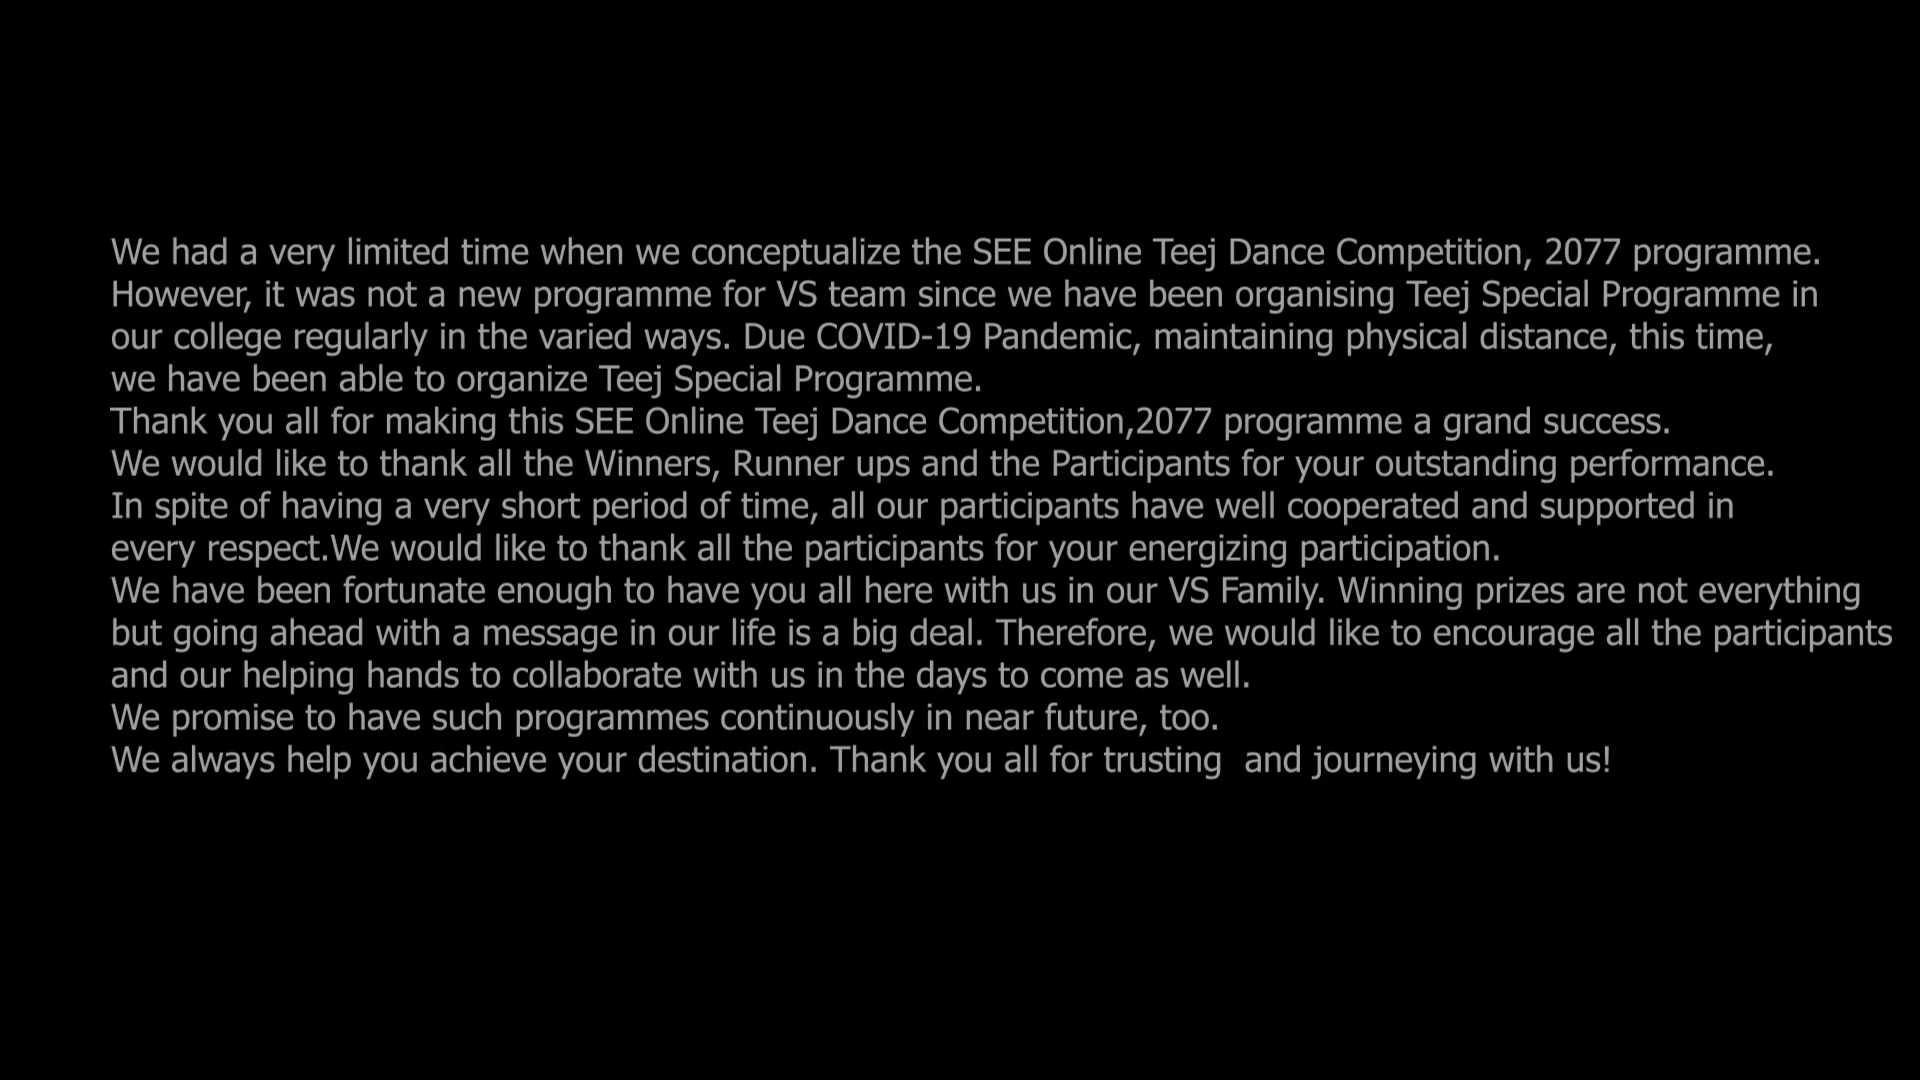 We had a very limited time when we conceptualize the SEE Online Teej Dance Competition, 2077 programme.
However, it was not a new programme for VS team since we have been organising Teej Special Programme in
our college regularly in the varied ways. Due COVID-19 Pandemic, maintaining physical distance, this time,
we have been able to organize Teej Special Programme.
Thank you all for making this SEE Online Teej Dance Competition,2077 programme a grand success.
We would like to thank all the Winners, Runner ups and the Participants for your outstanding performance.
In spite of having a very short period of time, all our participants have well cooperated and supported in
every respect.We would like to thank all the participants for your energizing participation.
We have been fortunate enough to have you all here with us in our VS Family. Winning prizes are not everything
but going ahead with a message in our life is a big deal. Therefore, we would like to encourage all the participants
and our helping hands to collaborate with us in the days to come as well.
We promise to have such programmes continuously in near future, too.
We always help you achieve your destination. Thank you all for trusting  and journeying with us!